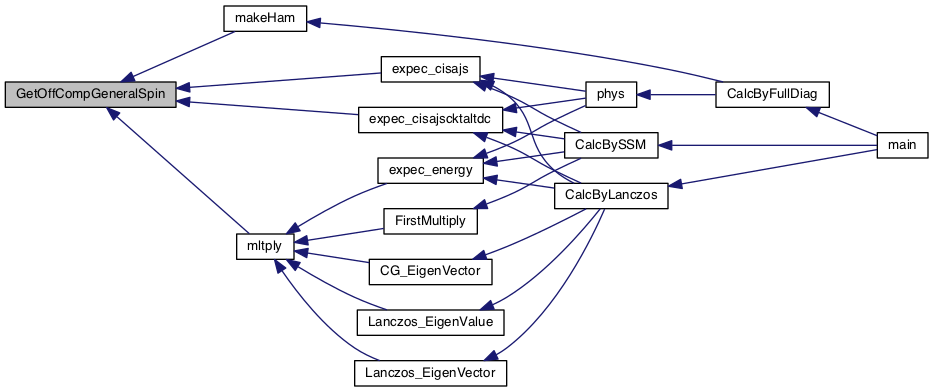 makeHam
GetOffCompGeneralSpin
expec_cisajs
phys
CalcByFullDiag
expec_cisajscktaltdc
CalcBySSM
main
expec_energy
CalcByLanczos
FirstMultiply
mltply
CG_EigenVector
Lanczos_EigenValue
Lanczos_EigenVector